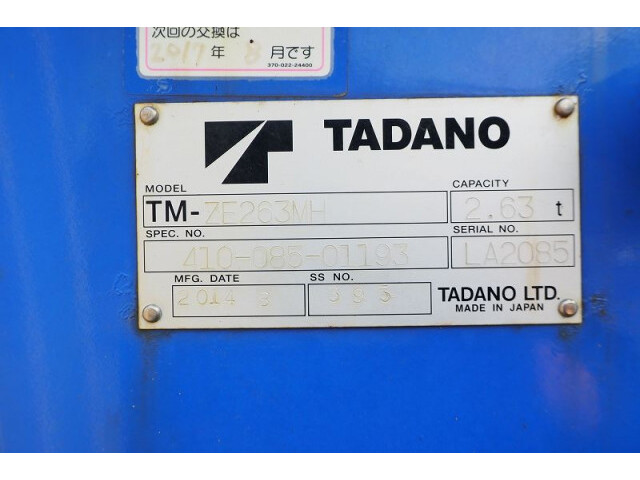 次回の交換は
2017 年 8 月です
370-022-24400
TADANO
MODEL
TM-ZE263MH
CAPACITY
2.63 t
SPEC. NO.
410-085-01193
SERIAL NO.
LA2085
MFG. DATE
2014 3
SS NO.
TADANO LTD.
MADE IN JAPAN